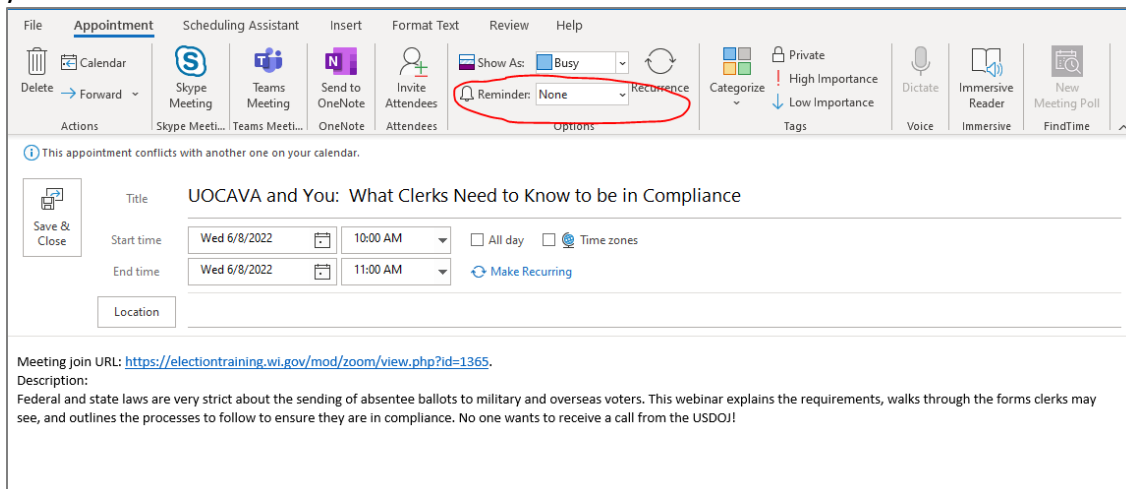 File Appointment Scheduling Assistant Insert Format Text Review Help
Delete
Calendar
Forward
Actions
Skype Meeting
Skype Meeti...
Teams Meeting
Teams Meeti...
Send to OneNote
OneNote
Invite Attendees
Attendees
Show As: Busy
Reminder: None
Recurrence
Options
Categorize
Private
High Importance
Low Importance
Tags
Dictate
Voice
Immersive Reader
Immersive
New Meeting Poll
FindTime
This appointment conflicts with another one on your calendar.
Save & Close
Title UOCAVA and You: What Clerks Need to Know to be in Compliance
Start time Wed 6/8/2022 10:00 AM All day Time zones
End time Wed 6/8/2022 11:00 AM Make Recurring
Location
Meeting join URL: https://electiontraining.wi.gov/mod/zoom/view.php?id=1365.
Description:
Federal and state laws are very strict about the sending of absentee ballots to military and overseas voters. This webinar explains the requirements, walks through the forms clerks may
see, and outlines the processes to follow to ensure they are in compliance. No one wants to receive a call from the USDOJ!